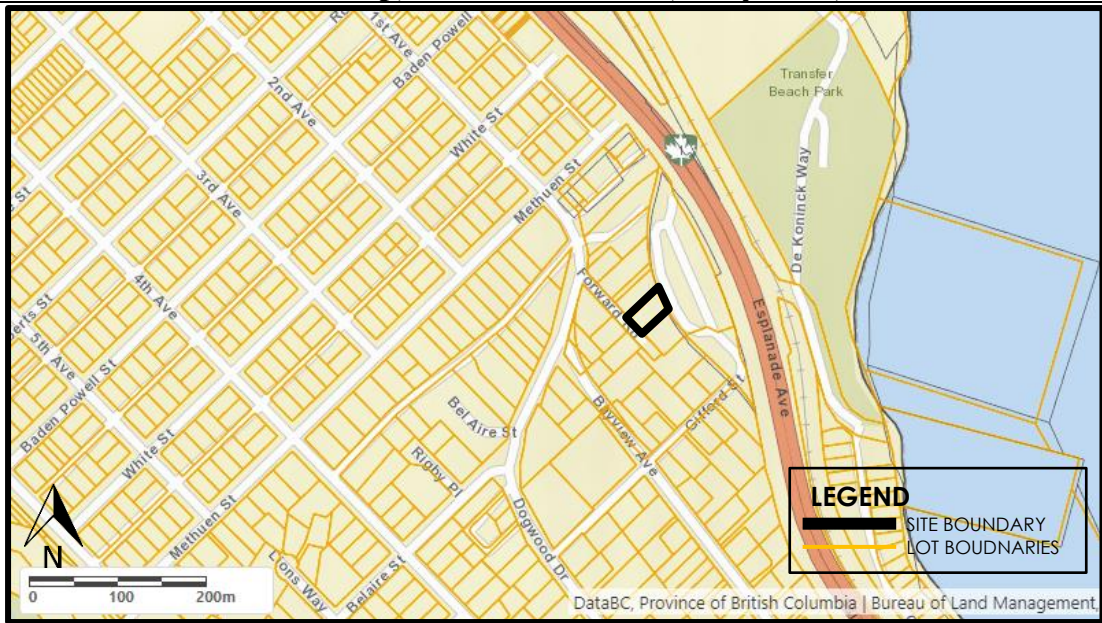 1st Ave
Baden Powell
2nd Ave
White St
3rd Ave
Methuen St
4th Ave
5th Ave
Baden Powell St
White St
Methuen St
Transfer
Beach Park
1
De Koninck Way
Forward
Esplanade Ave
Gifford St
Bayview Ave
Bel Aire St
Rigby Pl
Dogwood Dr
Lions Way
Belaire St
N
0 100 200m
LEGEND
SITE BOUNDARY
LOT BOUDNARIES
DataBC, Province of British Columbia | Bureau of Land Management,